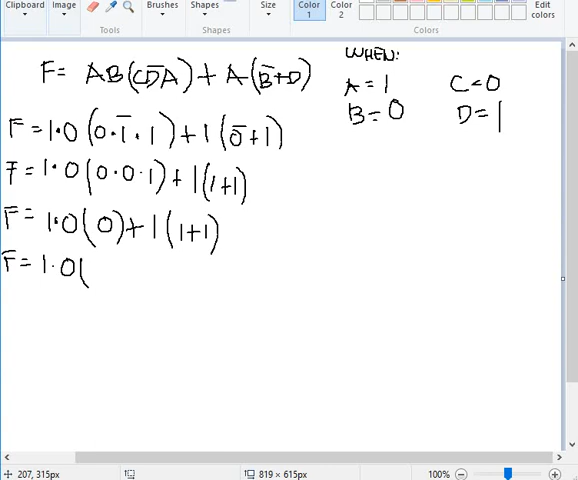 Clipboard
Image
Tools
Brushes
Shapes
Shapes
Size
Color 1
Color 2
Colors
Edit colors
F = AB(CD̅A) + A(B̅+D)
F = 1·0(0·1̅·1) + 1(0̅+1)
F = 1·0(0·0·1) + 1(1+1)
F = 1·0(0) + 1(1+1)
F = 1·0(
WHEN:
A = 1 C = 0
B = 0 D = 1
207, 315px
819 × 615px
100%